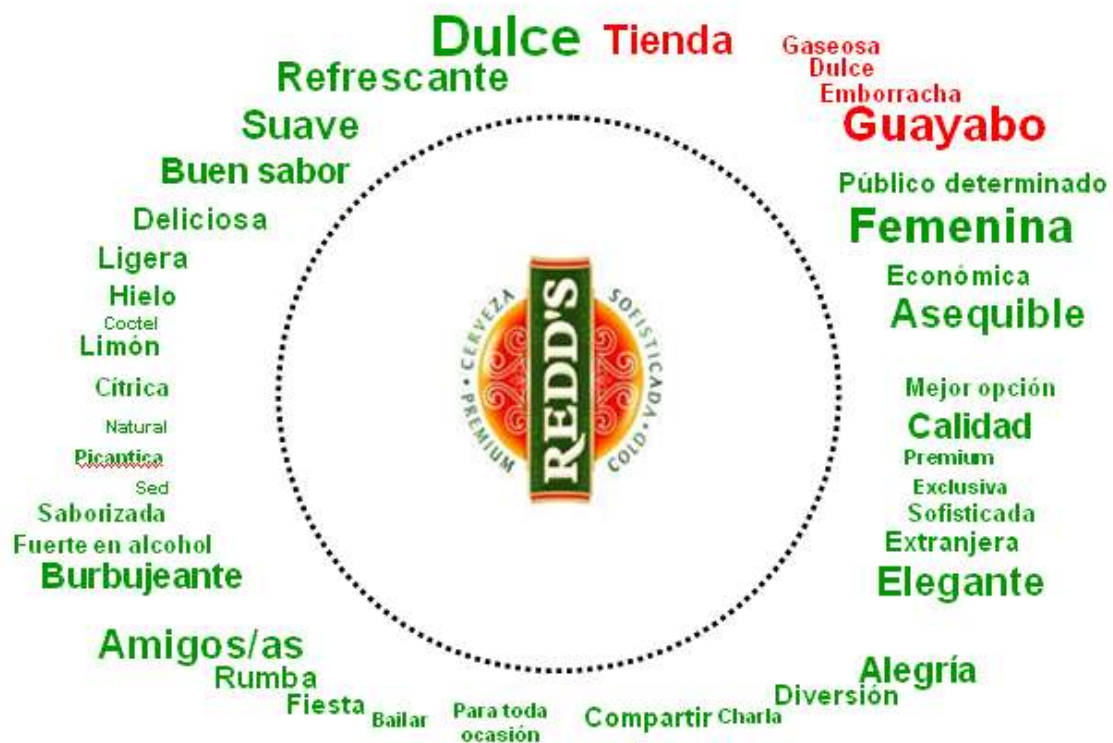 Dulce Tienda
Gaseosa
Dulce
Emborracha
Guayabo
Refrescante
Suave
Buen sabor
Deliciosa
Ligera
Hielo
Coctel
Limón
Cítrica
Natural
Picantica
Sed
Saborizada
Fuerte en alcohol
Burbujeante
Público determinado
Femenina
Económica
Asequible
Mejor opción
Calidad
Premium
Exclusiva
Sofisticada
Extranjera
Elegante
REDD'S
• CERVEZA SOFISTICADA
• PREMIUM COLD •
Amigos/as
Rumba
Fiesta
Bailar
Para toda
ocasión
Compartir
Charla
Diversión
Alegría